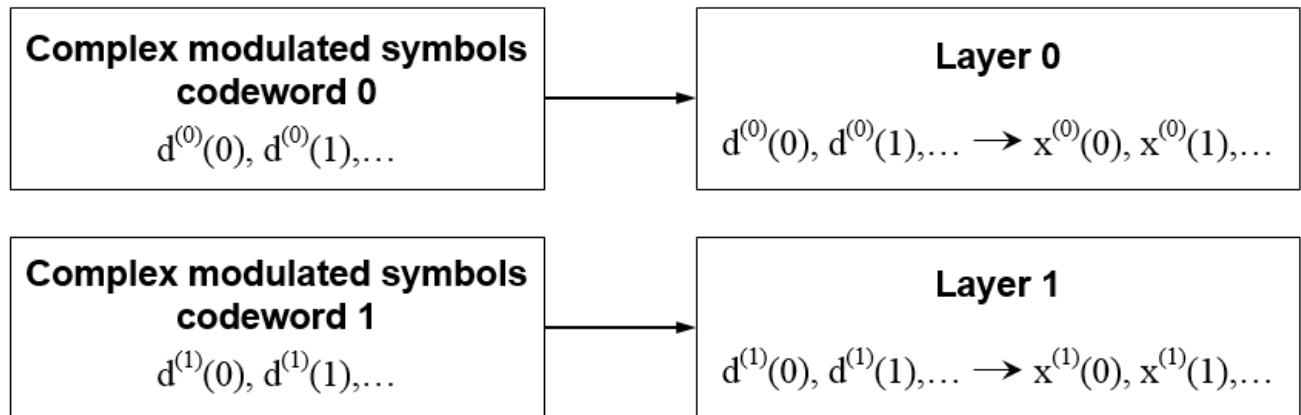 Complex modulated symbols
codeword 0
d⁽⁰⁾(0), d⁽⁰⁾(1),…
Layer 0
d⁽⁰⁾(0), d⁽⁰⁾(1),… → x⁽⁰⁾(0), x⁽⁰⁾(1),…
Complex modulated symbols
codeword 1
d⁽¹⁾(0), d⁽¹⁾(1),…
Layer 1
d⁽¹⁾(0), d⁽¹⁾(1),… → x⁽¹⁾(0), x⁽¹⁾(1),…